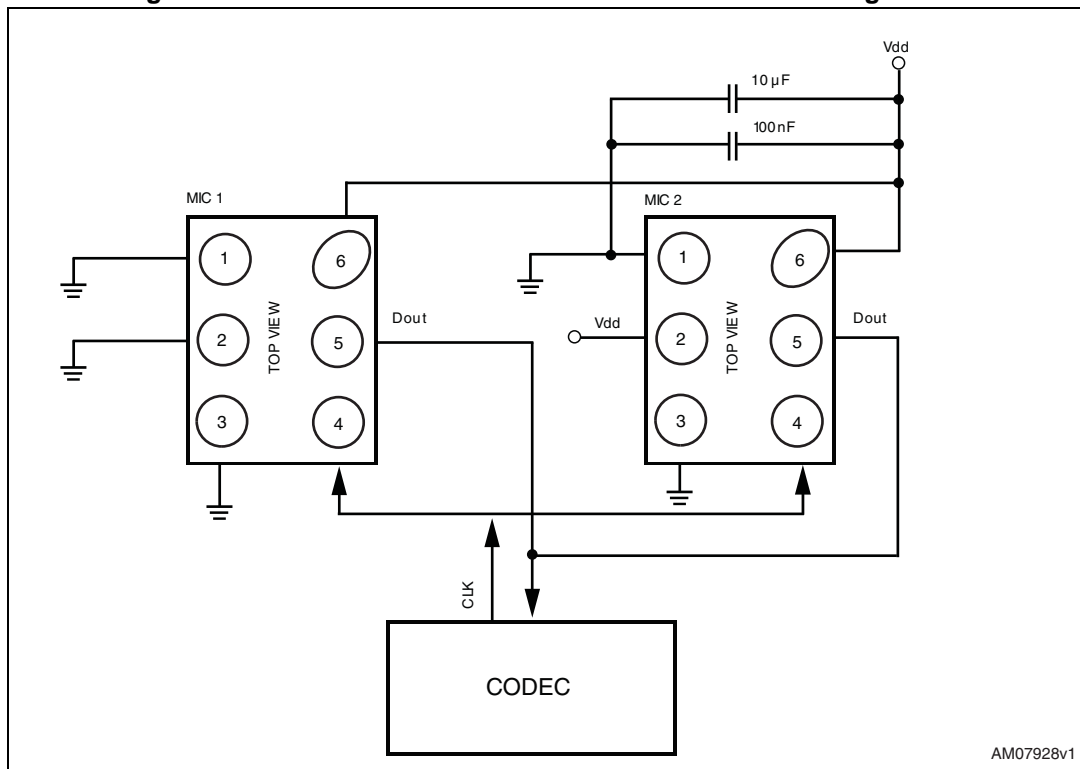 Vdd
10 µF
100nF
MIC 1
MIC 2
1
6
1
6
TOP VIEW
Dout
Vdd
TOP VIEW
Dout
2
5
2
5
3
4
3
4
CLK
CODEC
AM07928v1